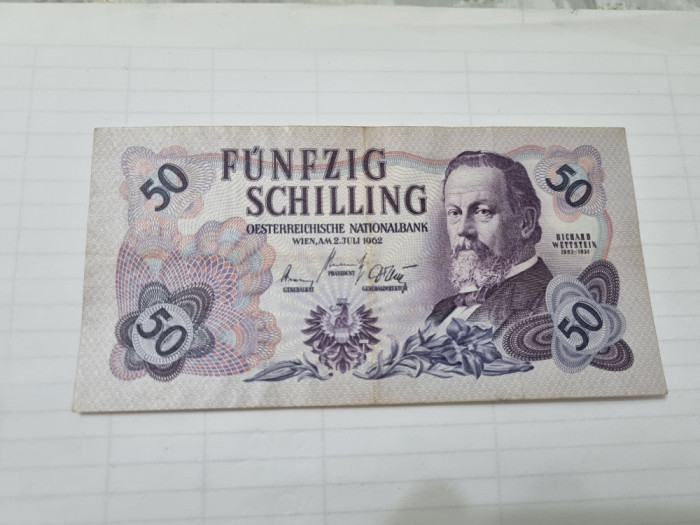 50
FÜNFZIG
SCHILLING
OESTERREICHISCHE NATIONALBANK
WIEN, AM 2. JULI 1962
PRÄSIDENT
GENERALRAT
GENERALDIREKTOR
50
RICHARD
WETTSTEIN
1863-1931
50
50